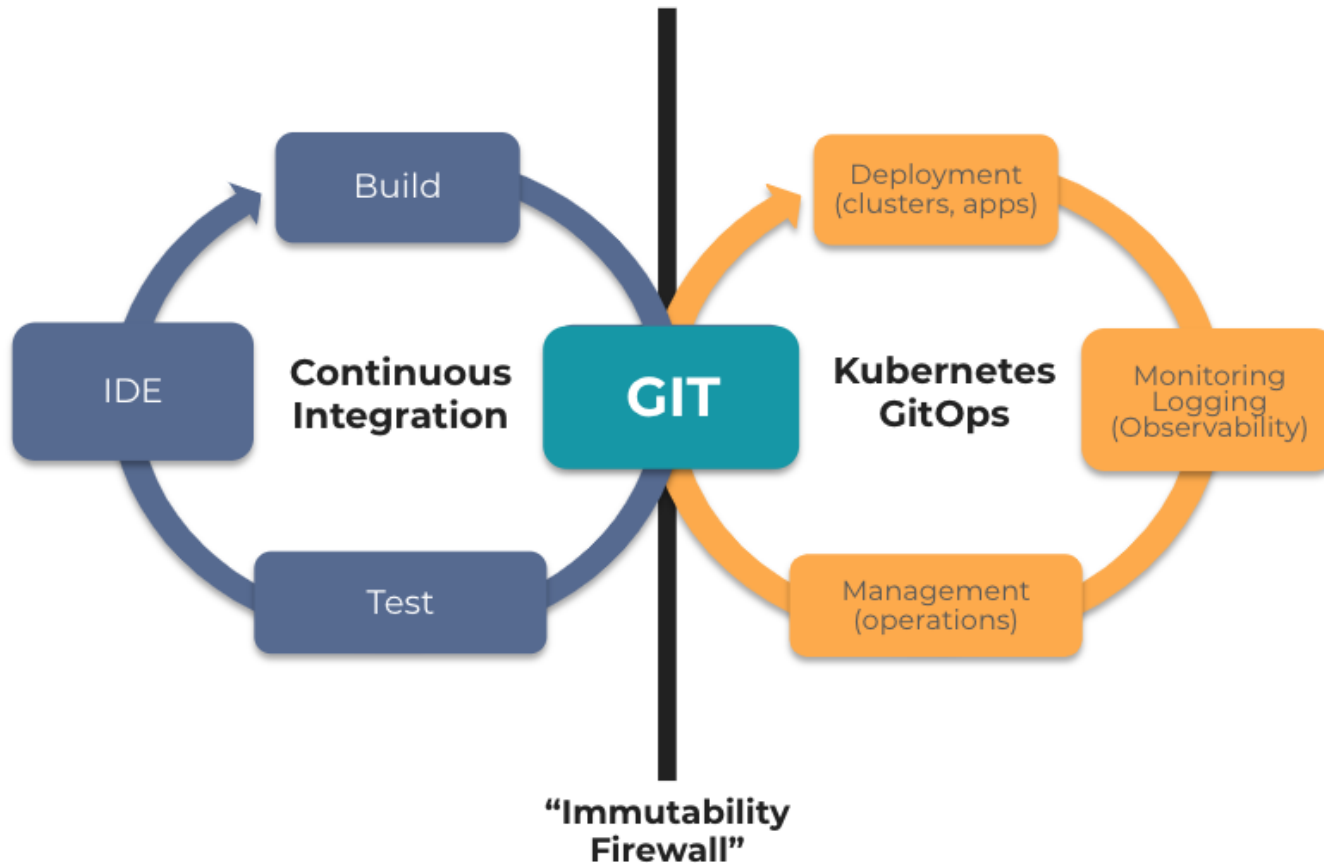 Build
Deployment
(clusters, apps)
IDE
Continuous
Integration
GIT
Kubernetes
GitOps
Monitoring
Logging
(Observability)
Test
Management
(operations)
“Immutability
Firewall”